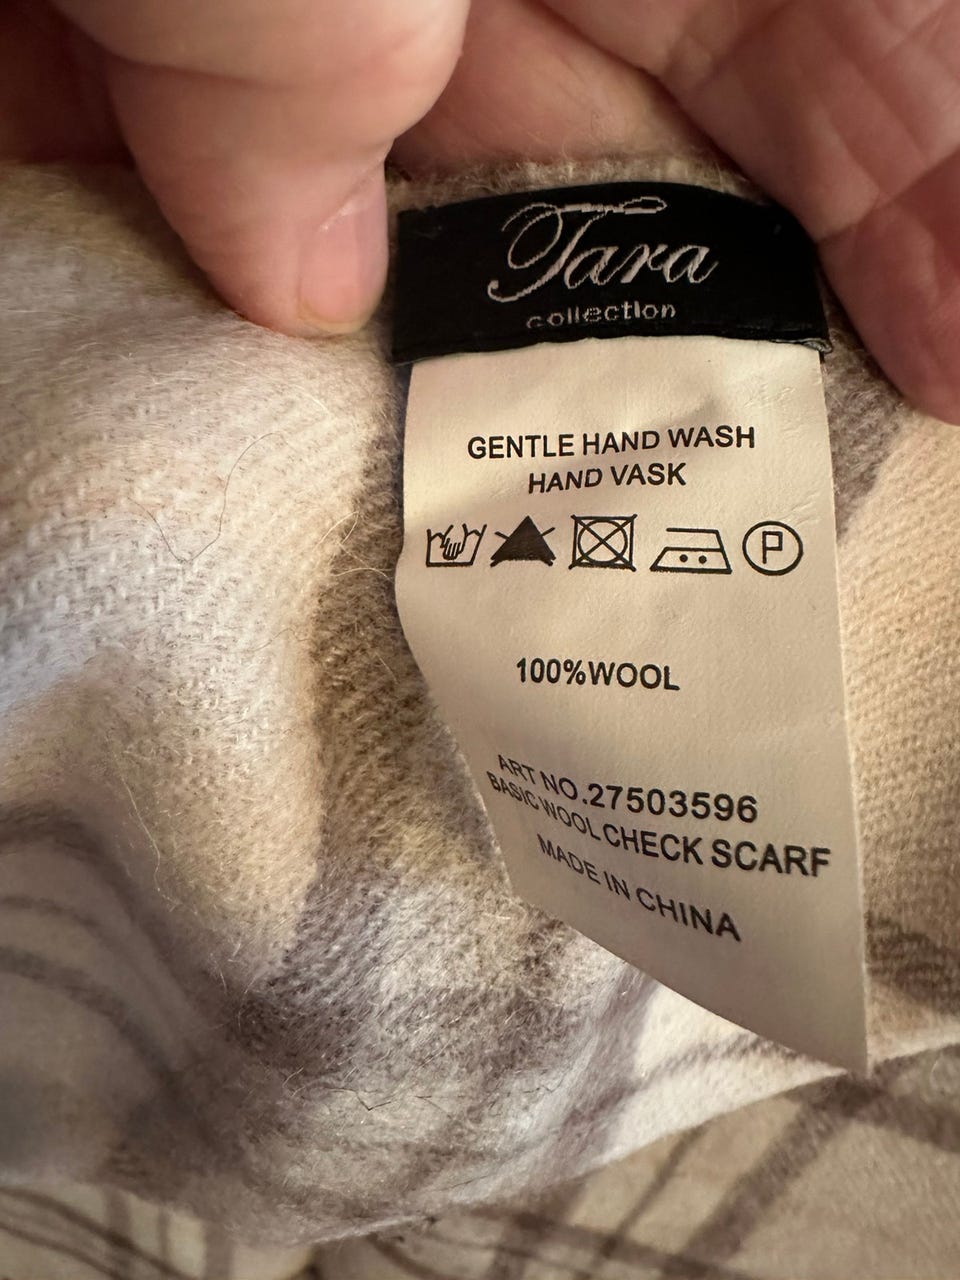 Tara
collection
GENTLE HAND WASH
HAND VASK
P
100%WOOL
ART NO.27503596
BASIC WOOL CHECK SCARF
MADE IN CHINA